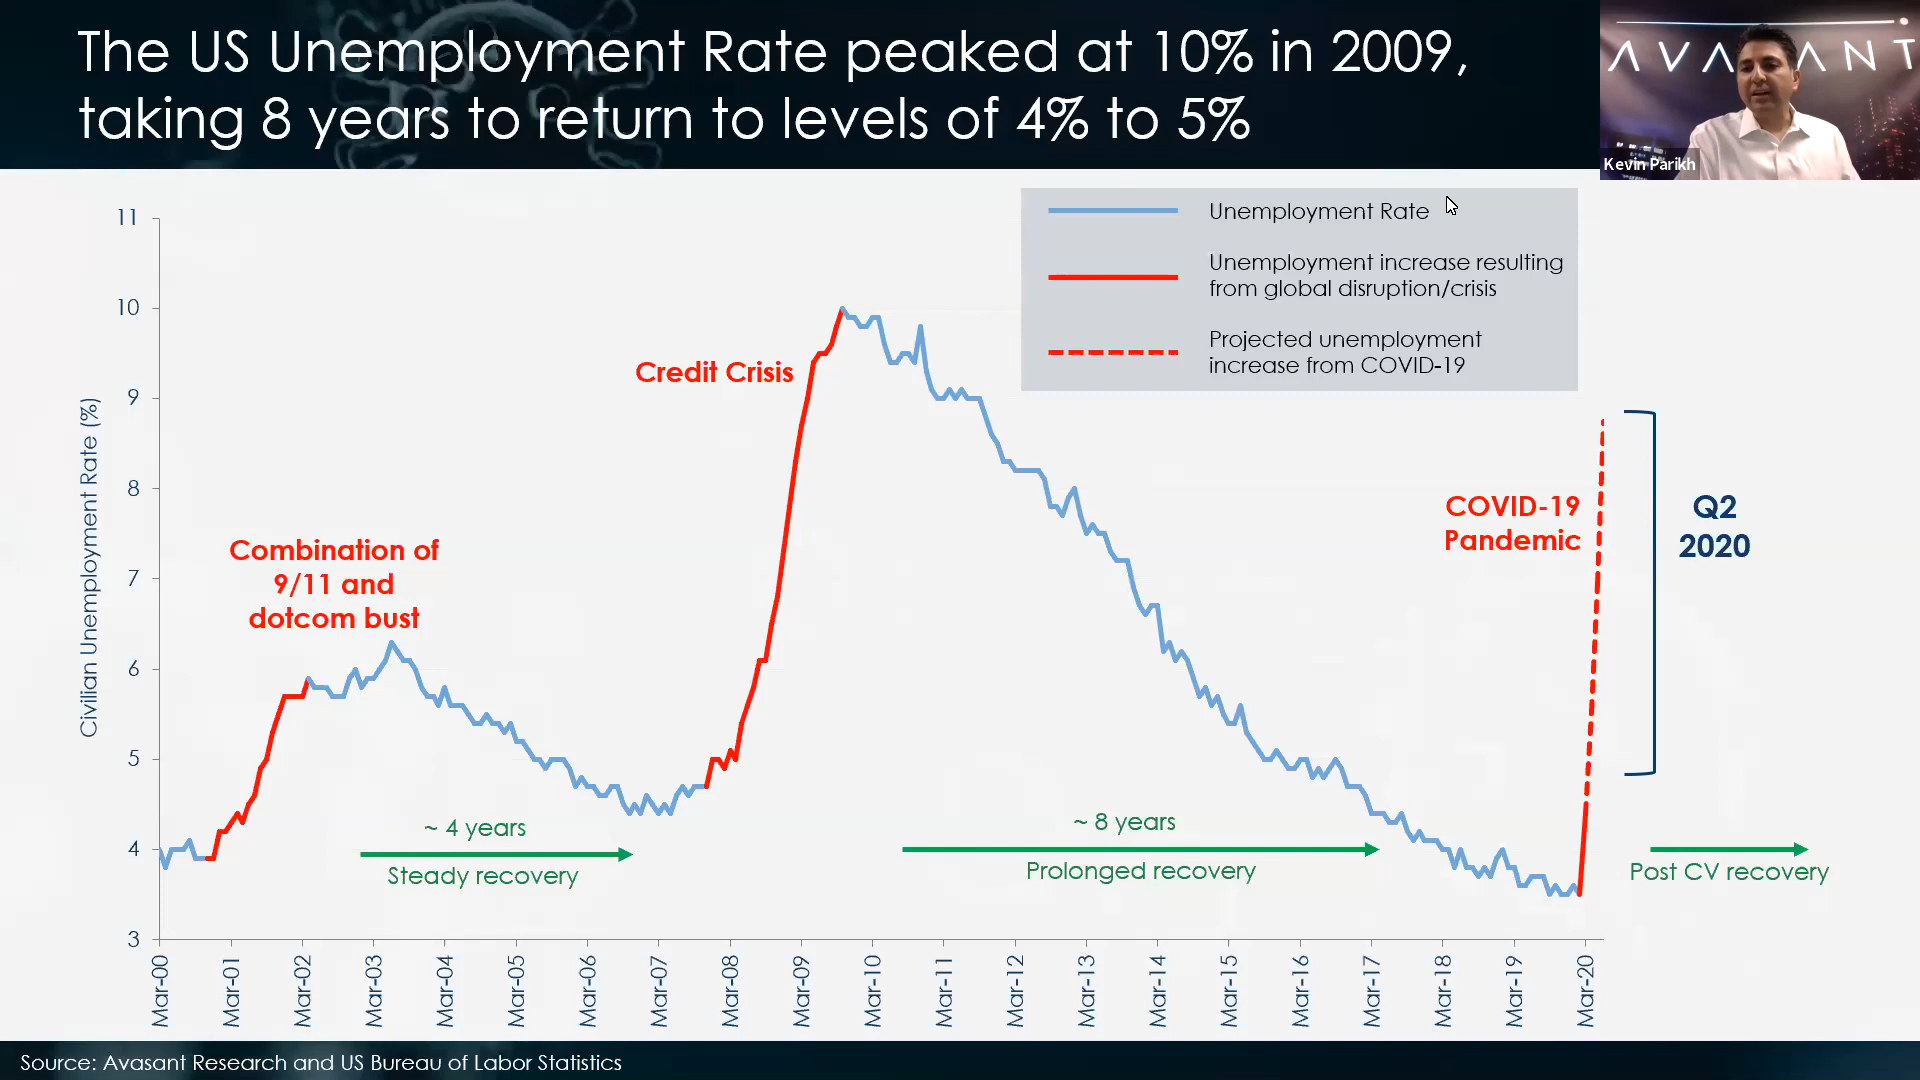 The US Unemployment Rate peaked at 10% in 2009,
taking 8 years to return to levels of 4% to 5%
AVASANT
Kevin Parikh
Unemployment Rate
Unemployment increase resulting
from global disruption/crisis
Projected unemployment
increase from COVID-19
Civilian Unemployment Rate (%)
11
10
9
8
7
6
5
4
3
Combination of
9/11 and
dotcom bust
Credit Crisis
COVID-19
Pandemic
Q2
2020
~ 4 years
Steady recovery
~ 8 years
Prolonged recovery
Post CV recovery
Mar-00
Mar-01
Mar-02
Mar-03
Mar-04
Mar-05
Mar-06
Mar-07
Mar-08
Mar-09
Mar-10
Mar-11
Mar-12
Mar-13
Mar-14
Mar-15
Mar-16
Mar-17
Mar-18
Mar-19
Mar-20
Source: Avasant Research and US Bureau of Labor Statistics